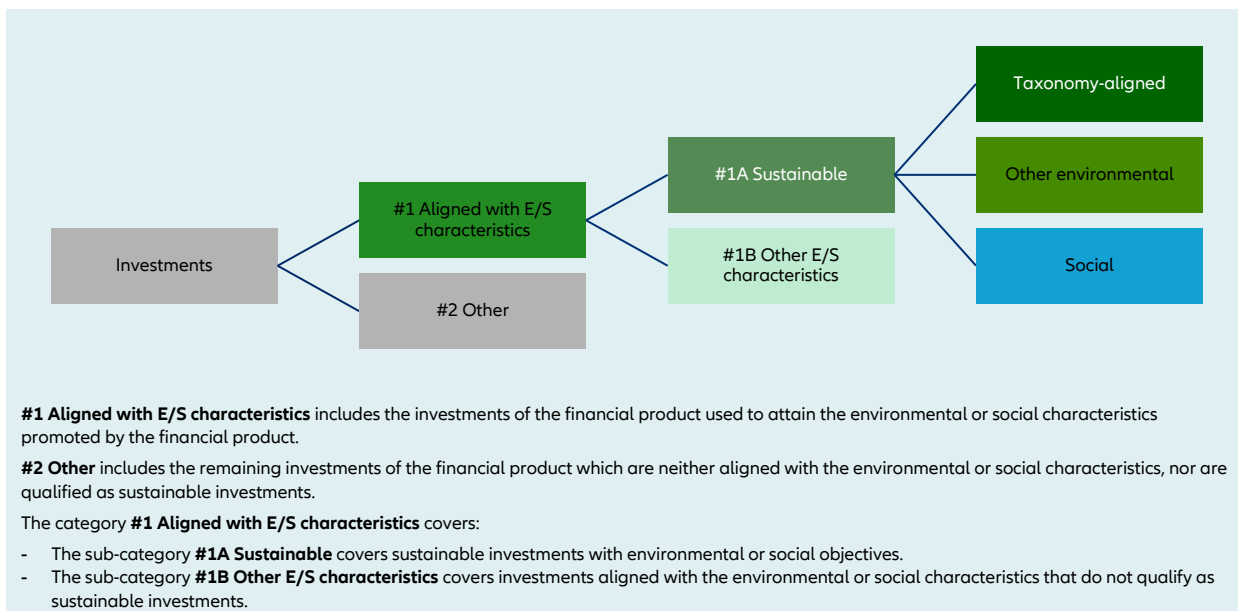 Taxonomy-aligned
#1A Sustainable
Other environmental
#1 Aligned with E/S
characteristics
Investments
#1B Other E/S
characteristics
Social
#2 Other
#1 Aligned with E/S characteristics includes the investments of the financial product used to attain the environmental or social characteristics
promoted by the financial product.
#2 Other includes the remaining investments of the financial product which are neither aligned with the environmental or social characteristics, nor are
qualified as sustainable investments.
The category #1 Aligned with E/S characteristics covers:
- The sub-category #1A Sustainable covers sustainable investments with environmental or social objectives.
- The sub-category #1B Other E/S characteristics covers investments aligned with the environmental or social characteristics that do not qualify as
sustainable investments.